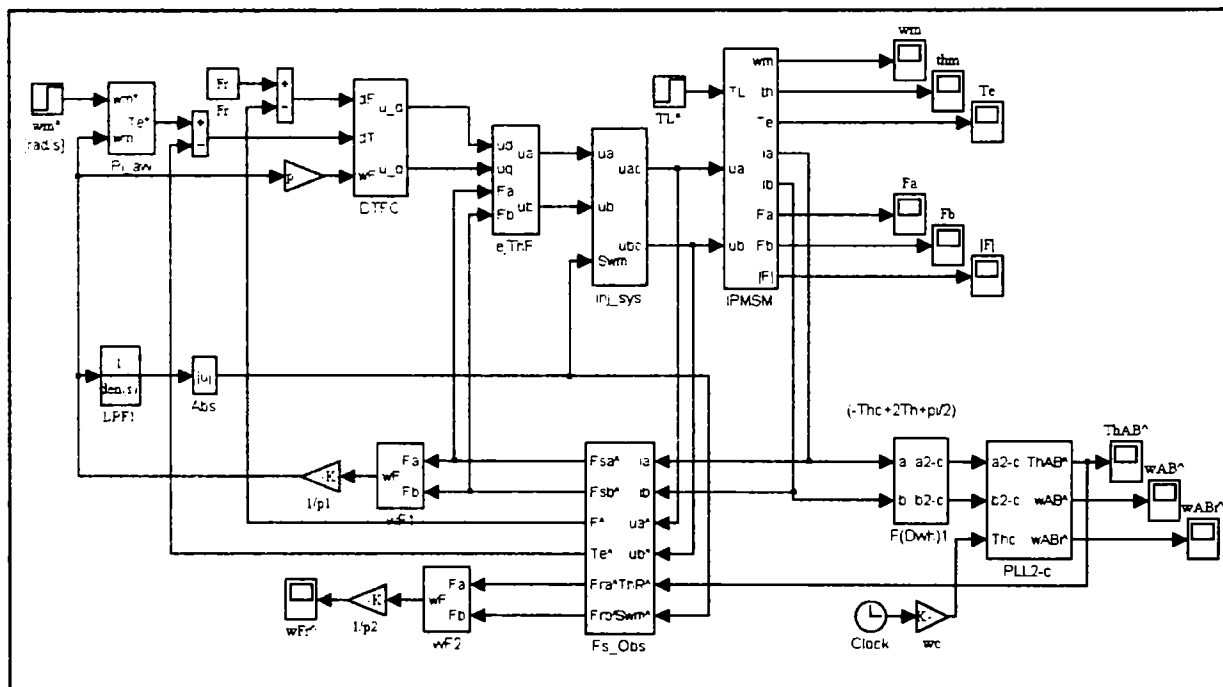 wm*
wm
Te*
wm*
[rad/s]
PI_aw
Fr
Fr
+
-
+
-
dF
dT
wF
u_d
u_q
DTFC
p
ud
uq
Fa
Fb
ua
ub
ejThF
ua
ub
Swm
uac
ubc
inj_sys
TL*
TL
ua
ub
wm
th
Te
ia
ib
Fa
Fb
|F|
IPMSM
wm
thm
Te
Fa
Fb
|F|
1
den(s)
LPF1
|u|
Abs
K
1/p1
Fa
Fb
wF
wF1
Fsa^
Fsb^
F^
Te^
Fra^
Frb^
ia
ib
ua^
ub^
ThR^
Swm^
Fs_Obs
wFr^
K
1/p2
Fa
Fb
wF
wF2
(-Thc+2Th+pi/2)
a
b
a2-c
b2-c
F(Dwh)1
a2-c
b2-c
Thc
ThAB^
wAB^
wABr^
PLL2-c
ThAB^
wAB^
wABr^
Clock
K-
wc